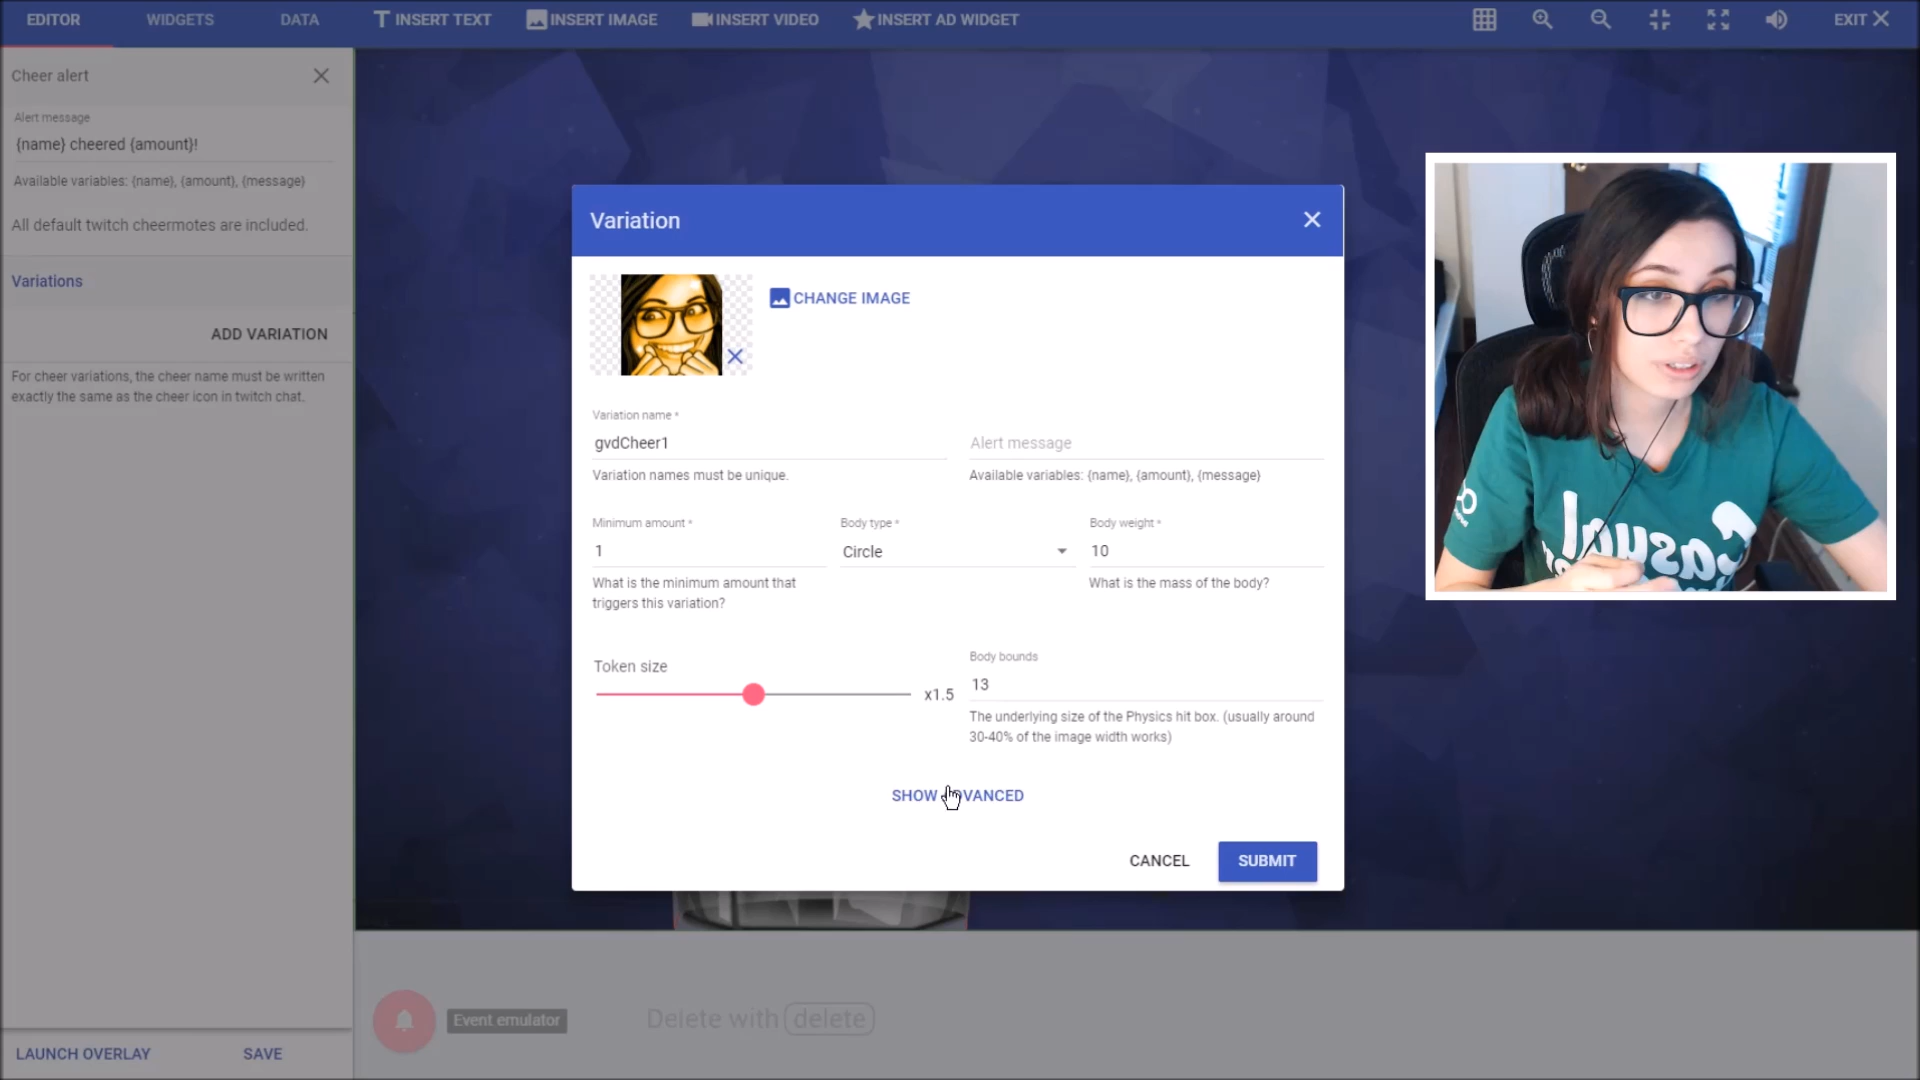 EDITOR
WIDGETS
DATA
INSERT TEXT
INSERT IMAGE
INSERT VIDEO
INSERT AD WIDGET
EXIT
Cheer alert
Alert message
{name} cheered {amount}!
Available variables: {name}, {amount}, {message}
All default twitch cheermotes are included.
Variations
ADD VARIATION
For cheer variations, the cheer name must be written
exactly the same as the cheer icon in twitch chat.
Variation
CHANGE IMAGE
Variation name *
gvdCheer1
Variation names must be unique.
Alert message
Available variables: {name}, {amount}, {message}
Minimum amount *
1
What is the minimum amount that
triggers this variation?
Body type *
Circle
Body weight *
10
What is the mass of the body?
Token size
x1.5
Body bounds
13
The underlying size of the Physics hit box. (usually around
30-40% of the image width works)
SHOW ADVANCED
CANCEL
SUBMIT
Casual
Event emulator
Delete with delete
LAUNCH OVERLAY
SAVE